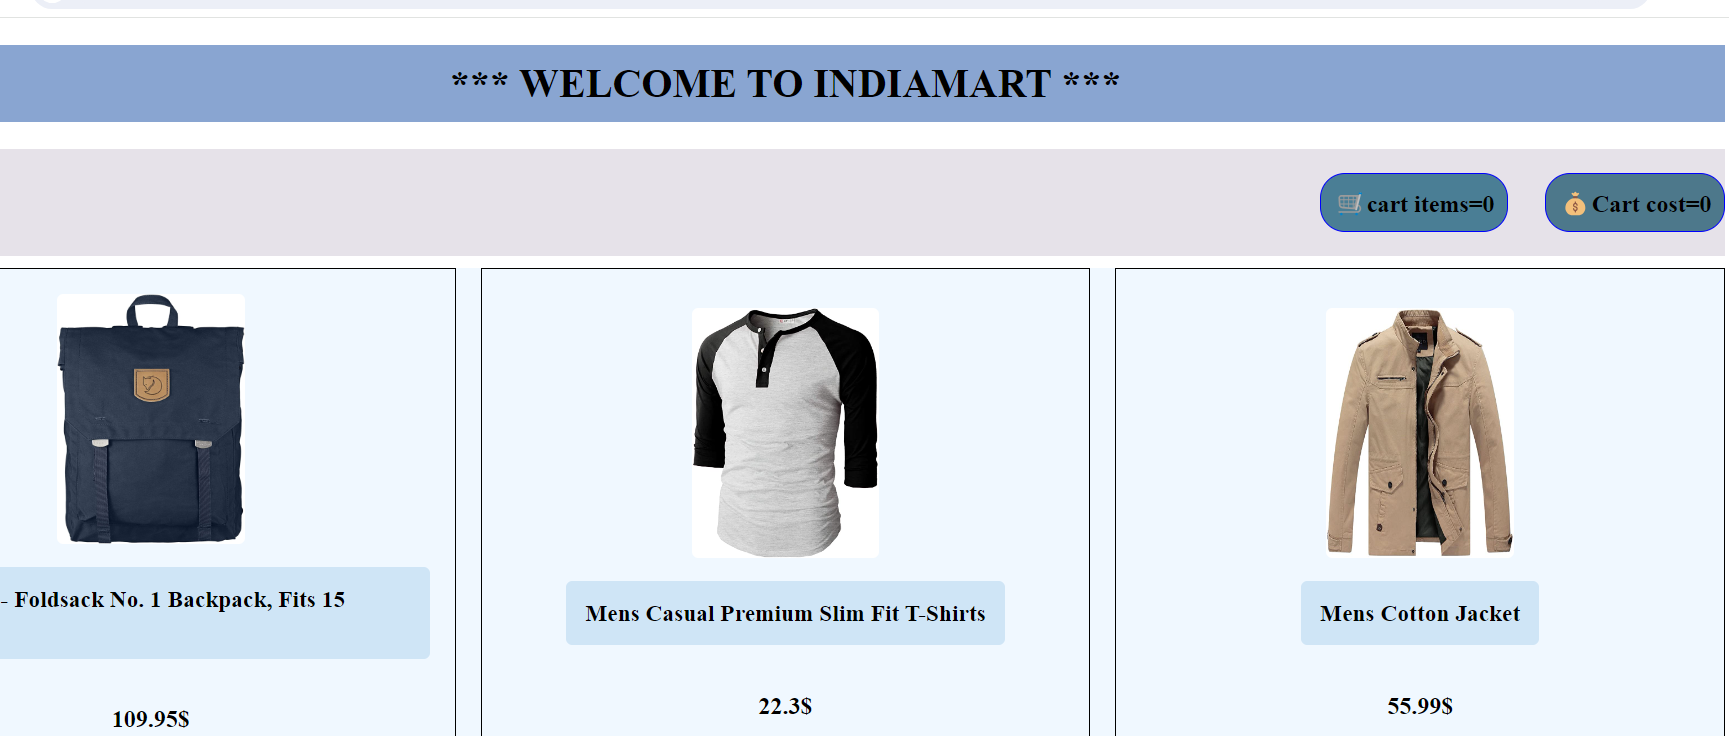 *** WELCOME TO INDIAMART ***
cart items=0
Cart cost=0
- Foldsack No. 1 Backpack, Fits 15
Mens Casual Premium Slim Fit T-Shirts
Mens Cotton Jacket
109.95$
22.3$
55.99$